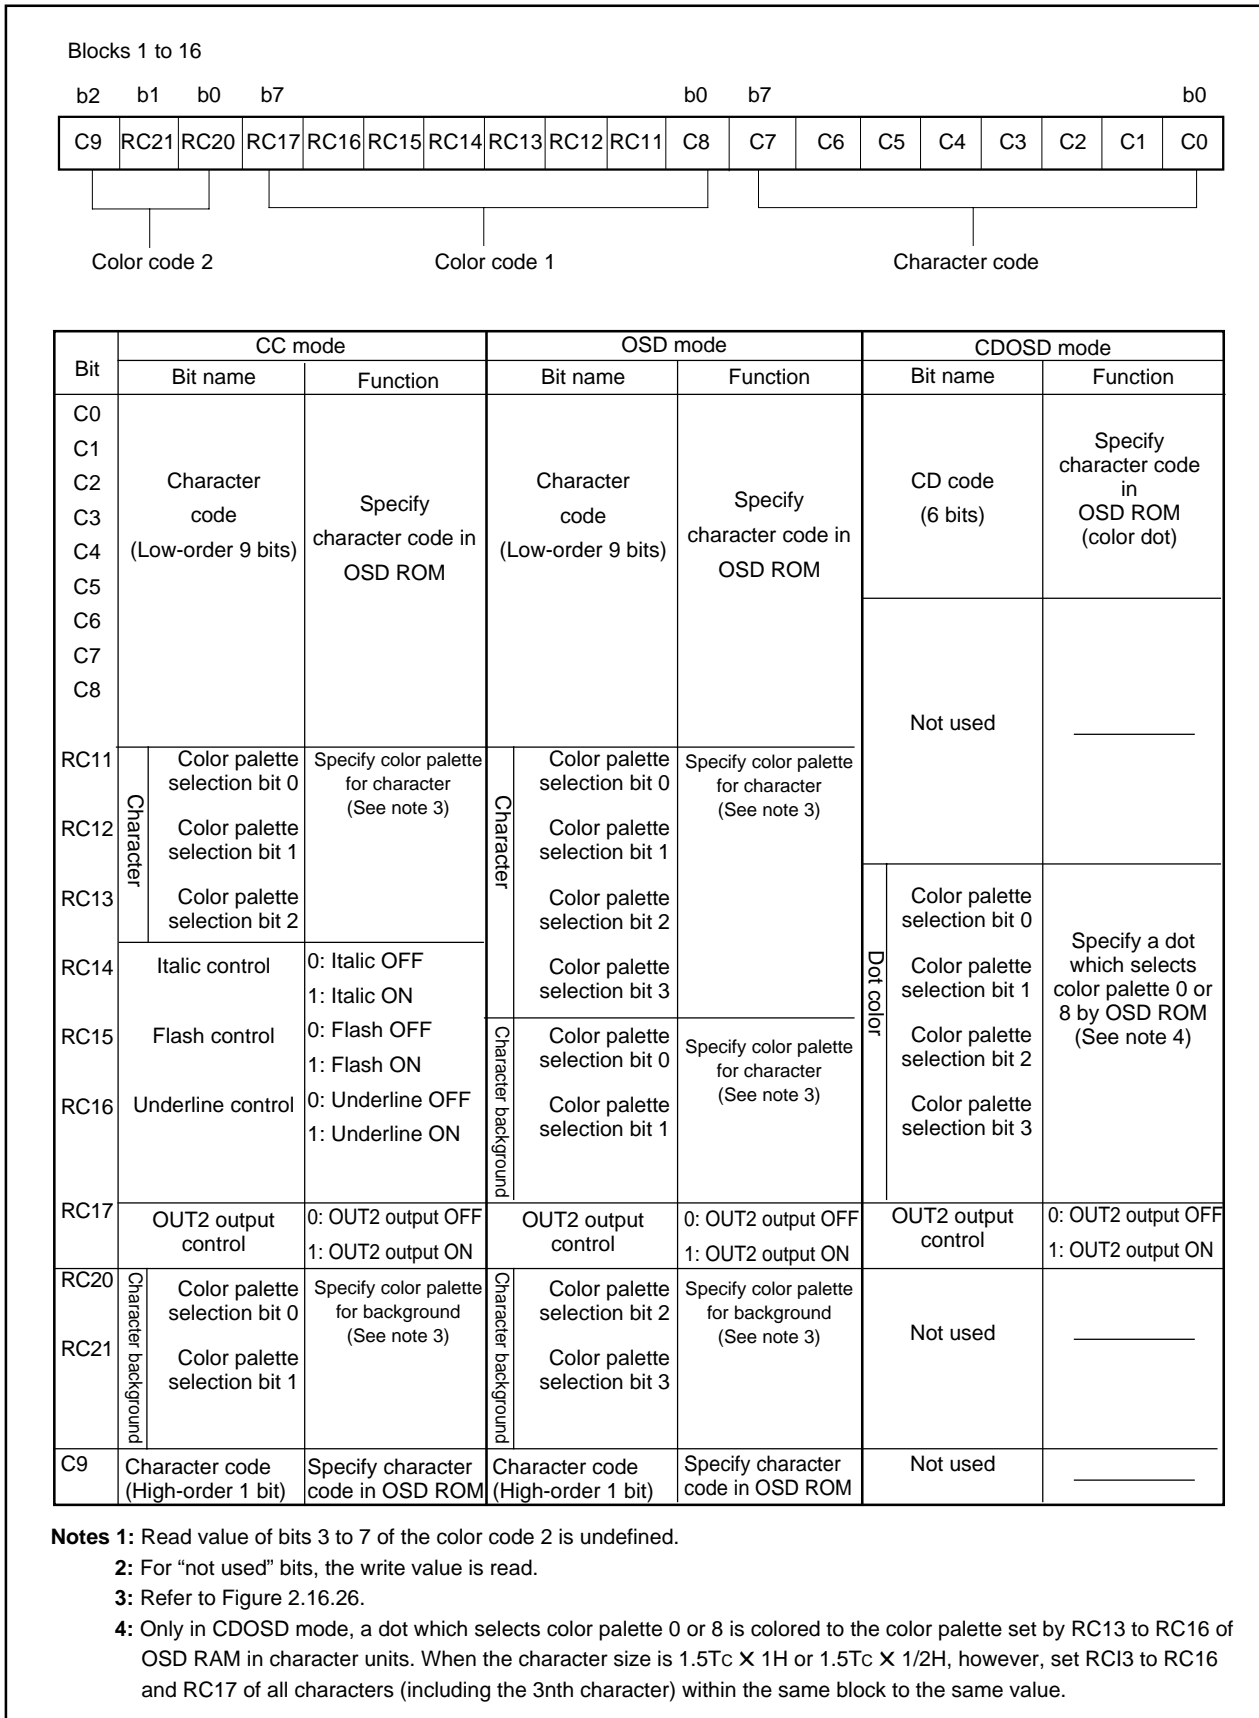 Blocks 1 to 16
b2 b1 b0 b7 b0 b7 b0
C9 RC21 RC20 RC17 RC16 RC15 RC14 RC13 RC12 RC11 C8 C7 C6 C5 C4 C3 C2 C1 C0
Color code 2 Color code 1 Character code
Bit CC mode OSD mode CDOSD mode
Bit name Function Bit name Function Bit name Function
C0
C1
C2
C3
C4
C5
C6
C7
C8
Character
code
(Low-order 9 bits)
Specify
character code in
OSD ROM
Character
code
(Low-order 9 bits)
Specify
character code in
OSD ROM
CD code
(6 bits)
Specify
character code
in
OSD ROM
(color dot)
Not used
RC11
RC12
RC13
Character
Color palette
selection bit 0
Color palette
selection bit 1
Color palette
selection bit 2
Specify color palette
for character
(See note 3)
Character
Color palette
selection bit 0
Color palette
selection bit 1
Color palette
selection bit 2
Color palette
selection bit 3
Specify color palette
for character
(See note 3)
Dot color
Color palette
selection bit 0
Color palette
selection bit 1
Color palette
selection bit 2
Color palette
selection bit 3
Specify a dot
which selects
color palette 0 or
8 by OSD ROM
(See note 4)
RC14
Italic control
0: Italic OFF
1: Italic ON
RC15
Flash control
0: Flash OFF
1: Flash ON
RC16
Underline control
0: Underline OFF
1: Underline ON
Character background
Color palette
selection bit 0
Color palette
selection bit 1
Specify color palette
for character
(See note 3)
RC17
OUT2 output
control
0: OUT2 output OFF
1: OUT2 output ON
OUT2 output
control
0: OUT2 output OFF
1: OUT2 output ON
OUT2 output
control
0: OUT2 output OFF
1: OUT2 output ON
RC20
RC21
Character background
Color palette
selection bit 0
Color palette
selection bit 1
Specify color palette
for background
(See note 3)
Character background
Color palette
selection bit 2
Color palette
selection bit 3
Specify color palette
for background
(See note 3)
Not used
C9
Character code
(High-order 1 bit)
Specify character
code in OSD ROM
Character code
(High-order 1 bit)
Specify character
code in OSD ROM
Not used
Notes 1: Read value of bits 3 to 7 of the color code 2 is undefined.
2: For “not used” bits, the write value is read.
3: Refer to Figure 2.16.26.
4: Only in CDOSD mode, a dot which selects color palette 0 or 8 is colored to the color palette set by RC13 to RC16 of
OSD RAM in character units. When the character size is 1.5Tc ✕ 1H or 1.5Tc ✕ 1/2H, however, set RCI3 to RC16
and RC17 of all characters (including the 3nth character) within the same block to the same value.